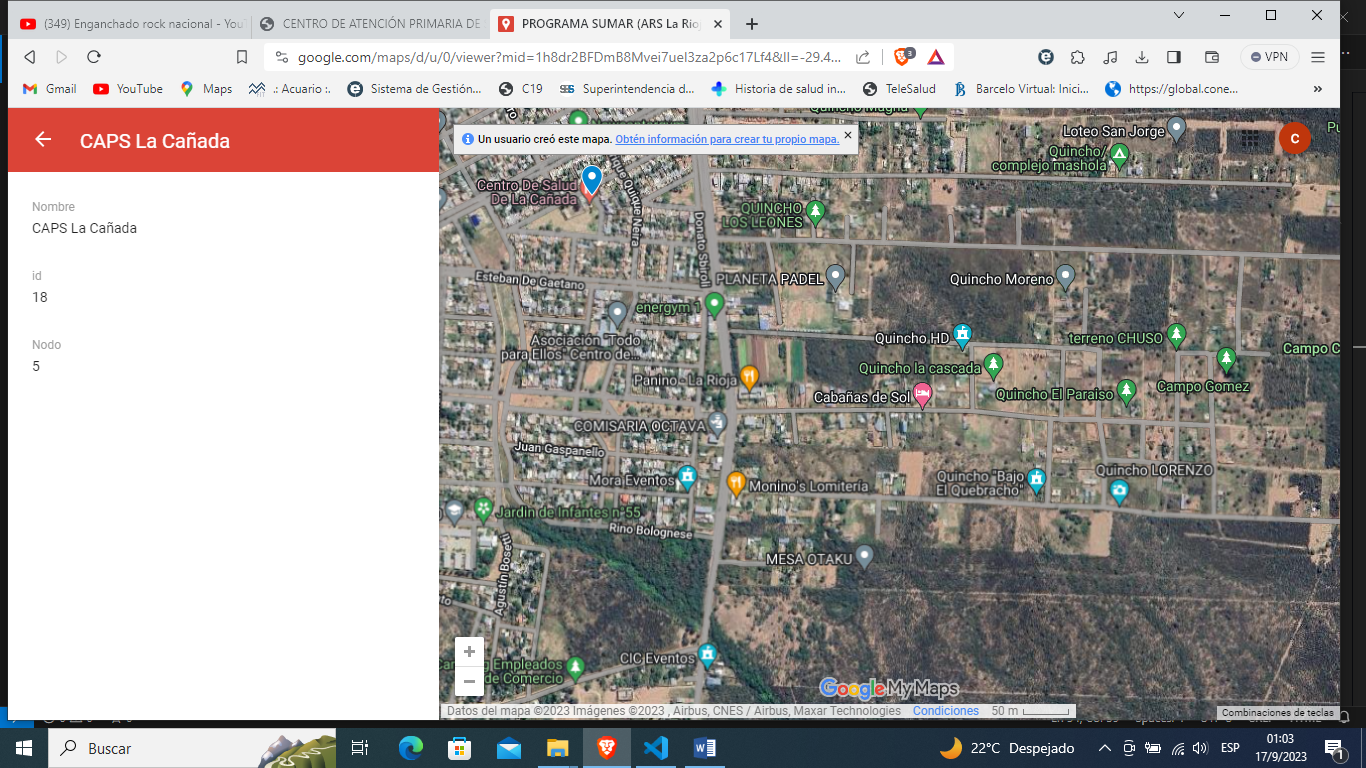 (349) Enganchado rock nacional - You
CENTRO DE ATENCIÓN PRIMARIA DE
PROGRAMA SUMAR (ARS La Rioj
google.com/maps/d/u/0/viewer?mid=1h8dr2BFDmB8Mvei7ueI3za2p6c17Lf4&ll=-29.4...
3
VPN
Gmail
YouTube
Maps
.: Acuario :.
Sistema de Gestión...
C19
Superintendencia d...
Historia de salud in...
TeleSalud
Barcelo Virtual: Inici...
https://global.cone...
»
CAPS La Cañada
Nombre
CAPS La Cañada
id
18
Nodo
5
Un usuario creó este mapa. Obtén información para crear tu propio mapa.
Quincho Magna
Loteo San Jorge
C
Quincho/
complejo mashola
Centro De Salud
De La Cañada
Quique Neira
QUINCHO
LOS LEONES
Donato Sbiroli
Esteban De Gaetano
PLANETA PADEL
Quincho Moreno
energym 1
Asociación "Todo
para Ellos" Centro de...
Quincho HD
terreno CHUSO
Campo C
Quincho la cascada
Campo Gomez
Panino - La Rioja
Cabañas de Sol
Quincho El Paraiso
COMISARIA OCTAVA
Juan Gaspanello
Mora Eventos
Monino's Lomitería
Quincho "Bajo
El Quebracho"
Quincho LORENZO
Jardin de Infantes n°55
Rino Bolognese
Agustín Bosetti
MESA OTAKU
CIC Eventos
Empleados
de Comercio
+
−
Google My Maps
Datos del mapa ©2023 Imágenes ©2023 , Airbus, CNES / Airbus, Maxar Technologies
Condiciones
50 m
Combinaciones de teclas
Buscar
22°C Despejado
ESP
01:03
17/9/2023
1